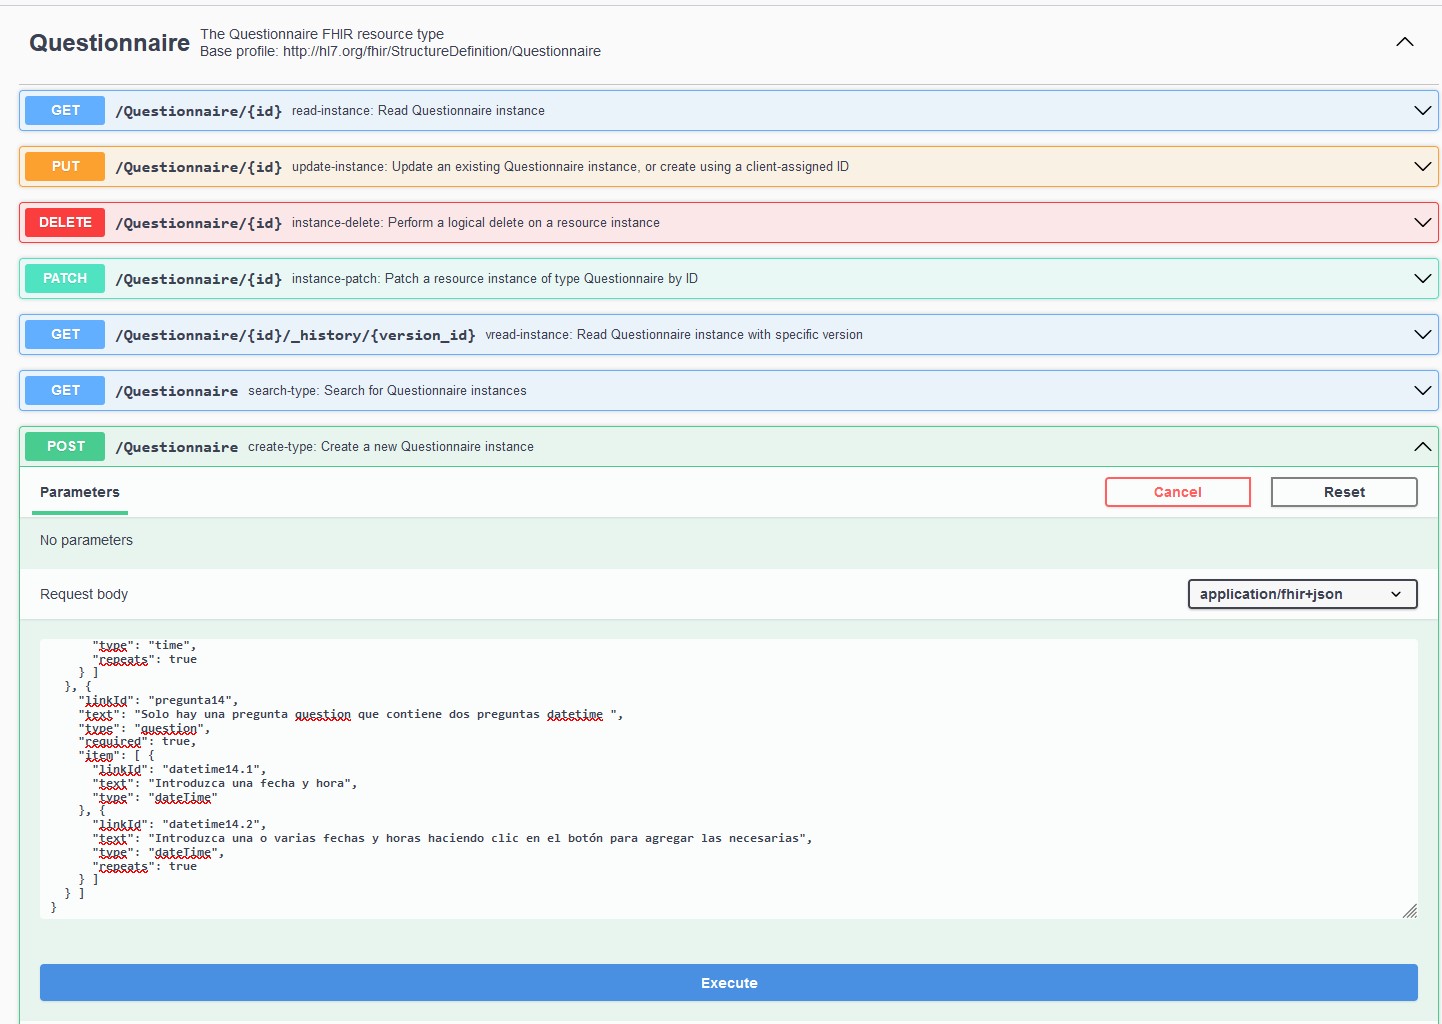 Questionnaire The Questionnaire FHIR resource type
Base profile: http://hl7.org/fhir/StructureDefinition/Questionnaire
GET /Questionnaire/{id} read-instance: Read Questionnaire instance
PUT /Questionnaire/{id} update-instance: Update an existing Questionnaire instance, or create using a client-assigned ID
DELETE /Questionnaire/{id} instance-delete: Perform a logical delete on a resource instance
PATCH /Questionnaire/{id} instance-patch: Patch a resource instance of type Questionnaire by ID
GET /Questionnaire/{id}/_history/{version_id} vread-instance: Read Questionnaire instance with specific version
GET /Questionnaire search-type: Search for Questionnaire instances
POST /Questionnaire create-type: Create a new Questionnaire instance
Parameters Cancel Reset
No parameters
Request body application/fhir+json
"type": "time",
"repeats": true
} ]
}, {
"linkId": "pregunta14",
"text": "Solo hay una pregunta question que contiene dos preguntas datetime ",
"type": "question",
"required": true,
"item": [ {
"linkId": "datetime14.1",
"text": "Introduzca una fecha y hora",
"type": "dateTime"
}, {
"linkId": "datetime14.2",
"text": "Introduzca una o varias fechas y horas haciendo clic en el botón para agregar las necesarias",
"type": "dateTime",
"repeats": true
} ]
} ]
}
Execute